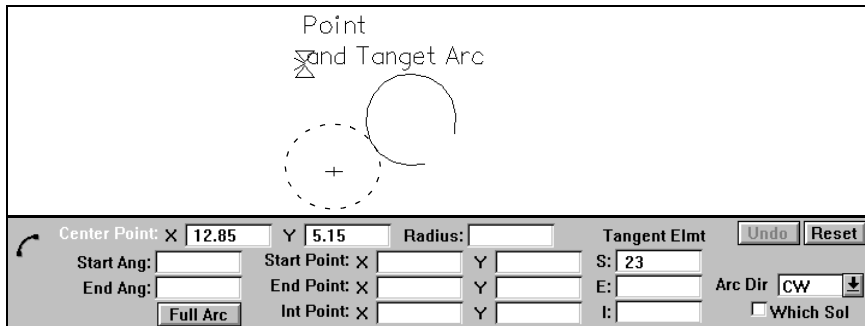 Point
and Tanget Arc
Center Point: X 12.85 Y 5.15 Radius: Tangent Elmt Undo Reset
Start Ang: Start Point: X Y S: 23
End Ang: End Point: X Y E: Arc Dir CW
Full Arc Int Point: X Y I: Which Sol